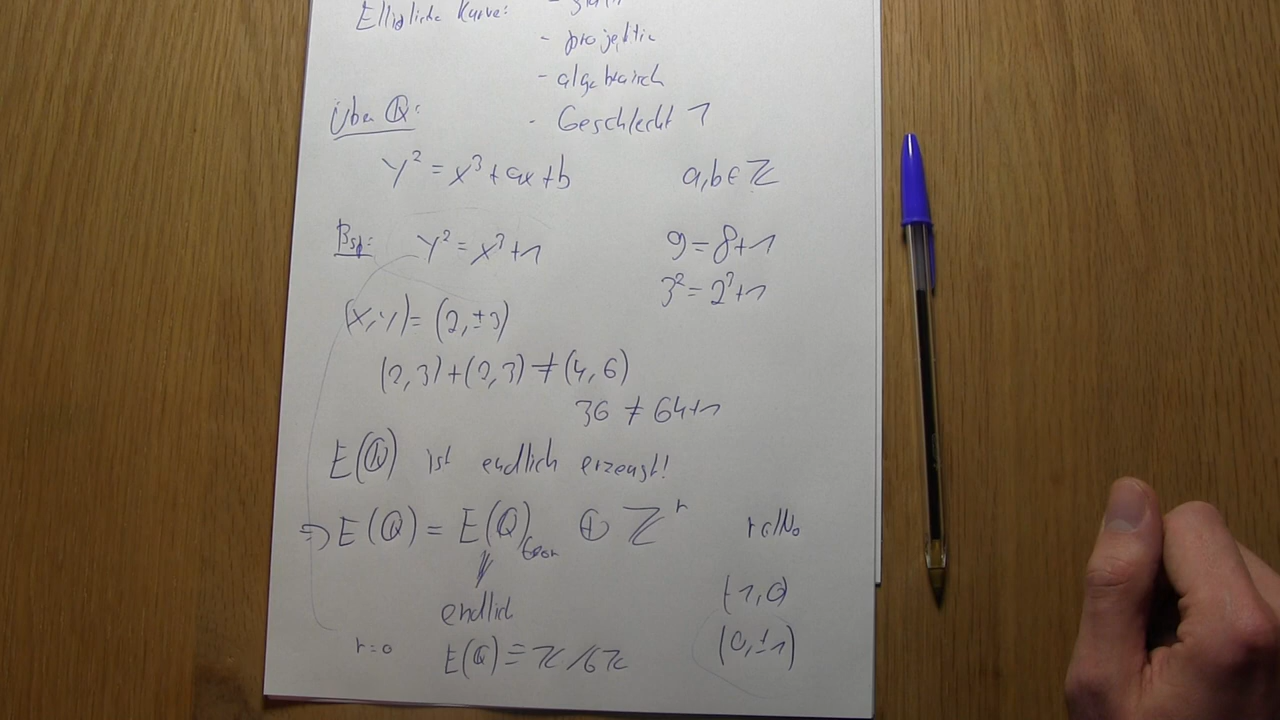 Elliptische Kurve: - glatt
- projektiv
- algebraisch
Über ℚ: - Geschlecht 1
y² = x³ + ax + b a,b ∈ ℤ
Bsp: y² = x³ + 1 9 = 8 + 1
3² = 2³ + 1
(x,y) = (2, ±3)
(2,3) + (2,3) ≠ (4,6)
36 ≠ 64 + 1
E(ℚ) ist endlich erzeugt!
⇒ E(ℚ) = E(ℚ)tor ⊕ ℤ^r r ∈ ℕ₀
endlich (-1,0)
r = 0 E(ℚ) ≅ ℤ/6ℤ (0, ±1)